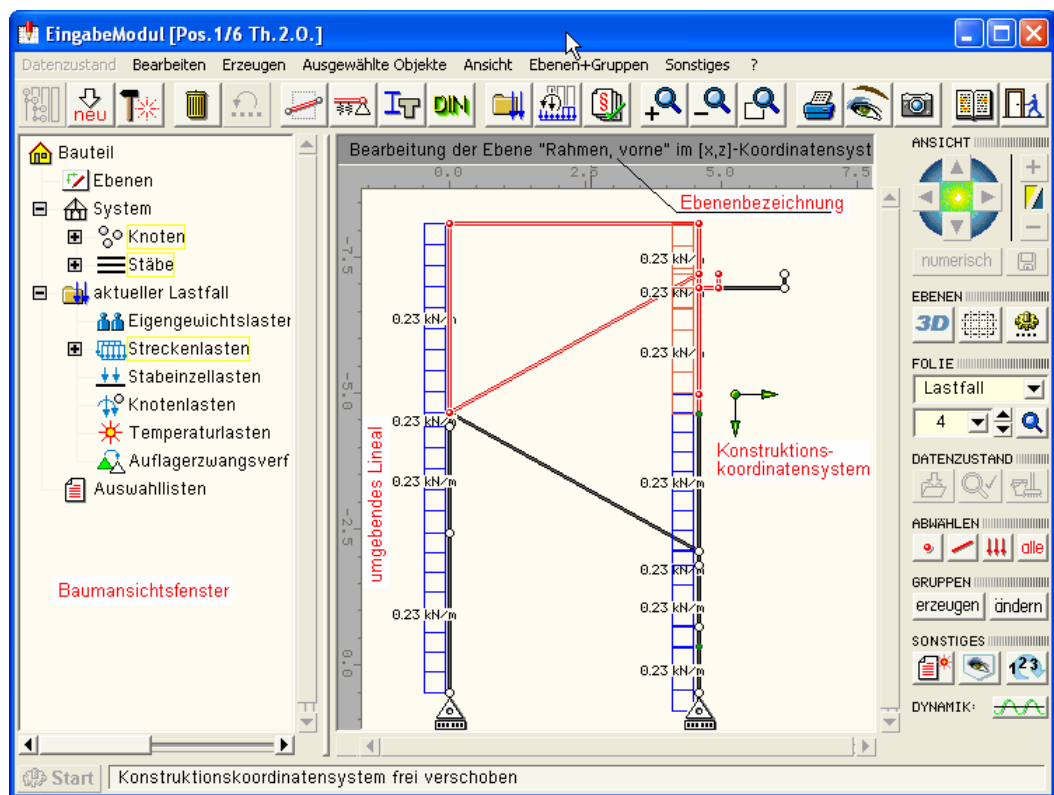 EingabeModul [Pos.1/6 Th.2.O.]
Datenzustand Bearbeiten Erzeugen Ausgewählte Objekte Ansicht Ebenen+Gruppen Sonstiges ?
neu
DIN
Bauteil
Ebenen
System
Knoten
Stäbe
aktueller Lastfall
Eigengewichtslaster
Streckenlasten
Stabeinzellasten
Knotenlasten
Temperaturlasten
Auflagerzwangsverf
Auswahllisten
Baumansichtsfenster
Bearbeitung der Ebene "Rahmen, vorne" im [x,z]-Koordinatensyst
0.0 2.5 5.0 7.5
Ebenenbezeichnung
-7.5
-5.0
-2.5
0.0
umgebendes Lineal
0.23 kN/
0.23 kN/
0.23 kN/
0.23 kN/
0.23 kN/m
0.23 kN/m
0.23 kN/m
0.23 kN/m
0.23 kN/m
0.23 kN/m
0.23 kN/m
Konstruktions-
koordinatensystem
ANSICHT
numerisch
EBENEN
3D
FOLIE
Lastfall
4
DATENZUSTAND
ABWÄHLEN
alle
GRUPPEN
erzeugen ändern
SONSTIGES
123
DYNAMIK:
Start
Konstruktionskoordinatensystem frei verschoben